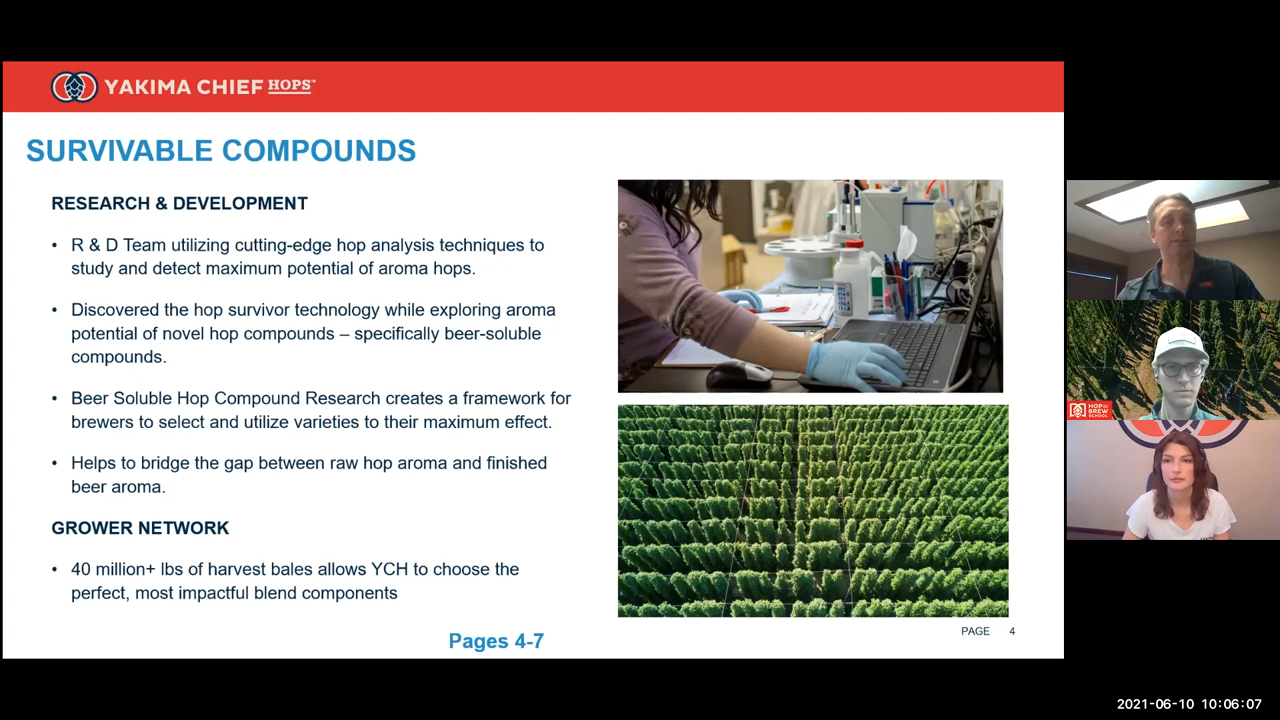 YAKIMA CHIEF HOPS™
SURVIVABLE COMPOUNDS
RESEARCH & DEVELOPMENT
• R & D Team utilizing cutting-edge hop analysis techniques to
study and detect maximum potential of aroma hops.
• Discovered the hop survivor technology while exploring aroma
potential of novel hop compounds – specifically beer-soluble
compounds.
• Beer Soluble Hop Compound Research creates a framework for
brewers to select and utilize varieties to their maximum effect.
• Helps to bridge the gap between raw hop aroma and finished
beer aroma.
GROWER NETWORK
• 40 million+ lbs of harvest bales allows YCH to choose the
perfect, most impactful blend components
Pages 4-7
PAGE 4
HOP
BREW
SCHOOL
2021-06-10 10:06:07